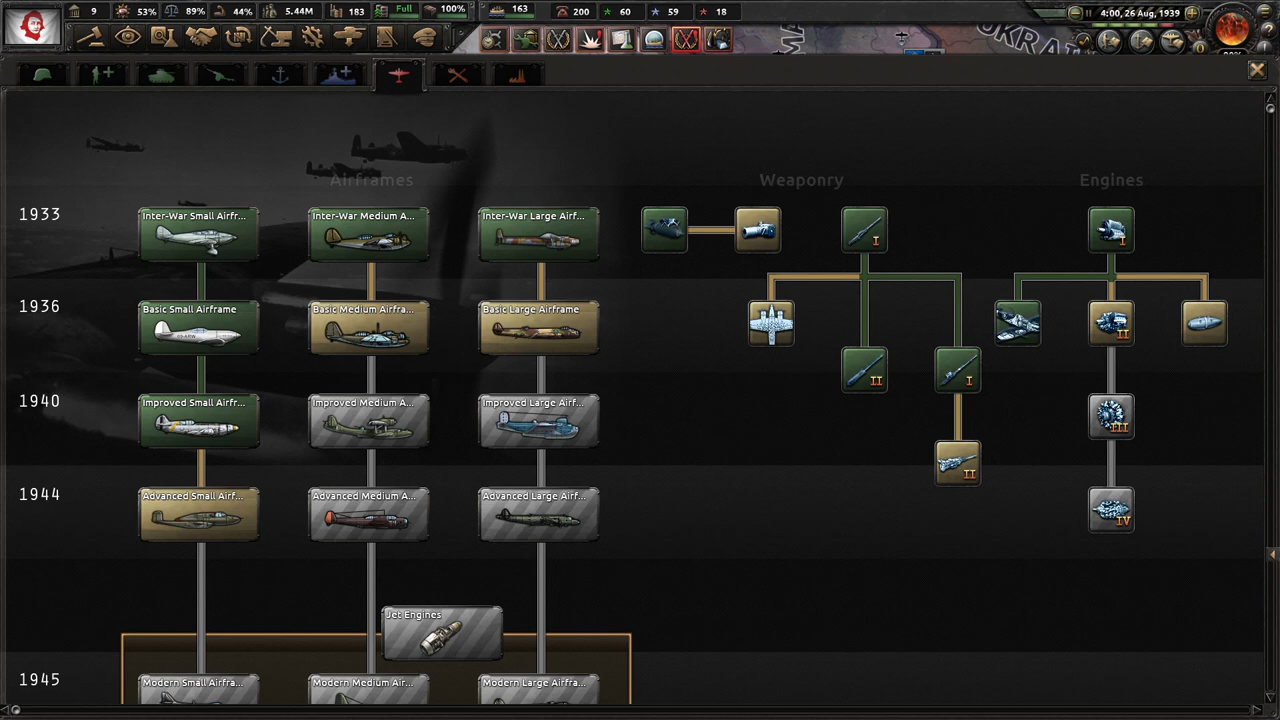 9 53% 89% 44% 5.44M 183 Full 100% 163 200 60 59 18 4:00, 26 Aug, 1939
UKRAI
0
Airframes Weaponry Engines
1933
Inter-War Small Airfr... Inter-War Medium A... Inter-War Large Airf...
I I
1936
Basic Small Airframe Basic Medium Airfra... Basic Large Airframe
II
II I
1940
Improved Small Airfr... Improved Medium A... Improved Large Airf...
III
II
1944
Advanced Small Airf... Advanced Medium A... Advanced Large Airf...
IV
Jet Engines
1945
Modern Small Airfra... Modern Medium Air... Modern Large Airfra...